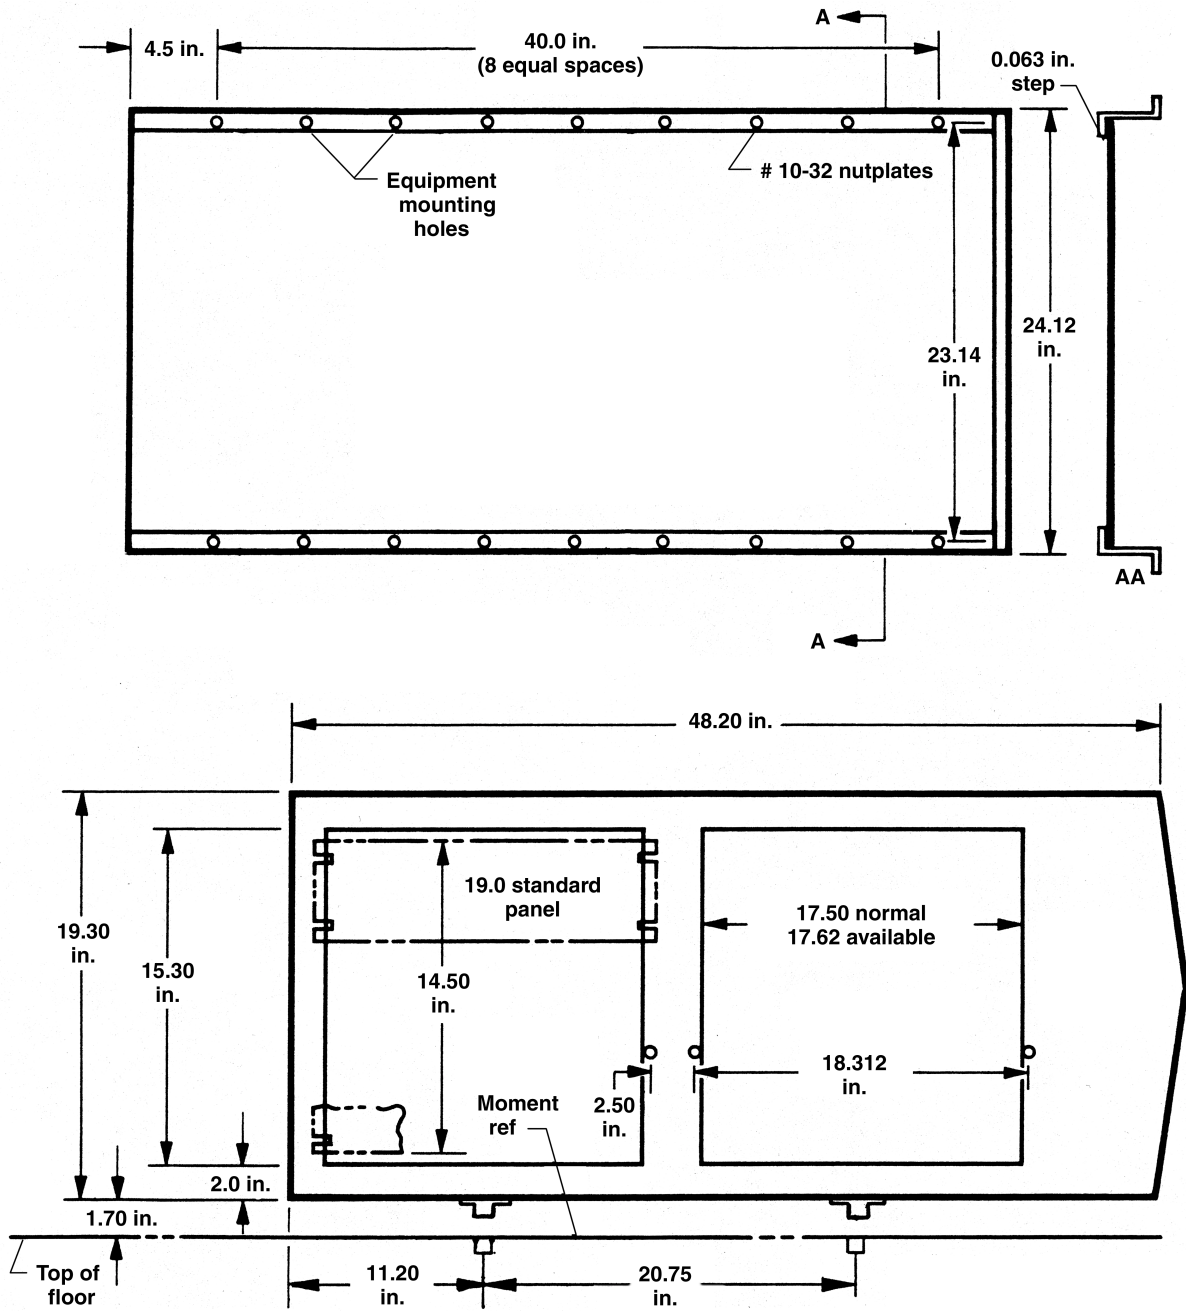 A
4.5 in.
40.0 in.
(8 equal spaces)
0.063 in.
step
Equipment
mounting
holes
# 10-32 nutplates
23.14
in.
24.12
in.
AA
A
48.20 in.
19.30
in.
15.30
in.
19.0 standard
panel
14.50
in.
17.50 normal
17.62 available
18.312
in.
2.50
in.
Moment
ref
2.0 in.
1.70 in.
Top of
floor
11.20
in.
20.75
in.